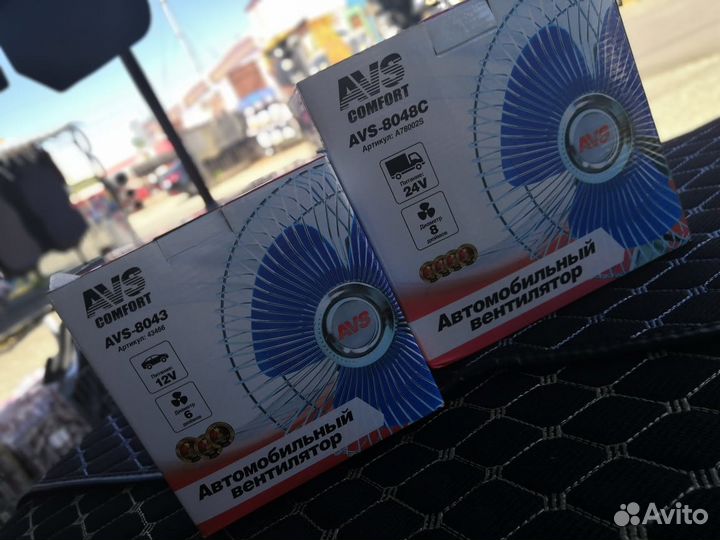 AVS
COMFORT
AVS-8043
Артикул: 43466
Питание:
12V
Диаметр
6
дюймов
Автомобильный
вентилятор
AVS
AVS
COMFORT
AVS-8048C
Артикул: A78002S
Питание:
24V
Диаметр
8
дюймов
Автомобильный
вентилятор
AVS
Avito